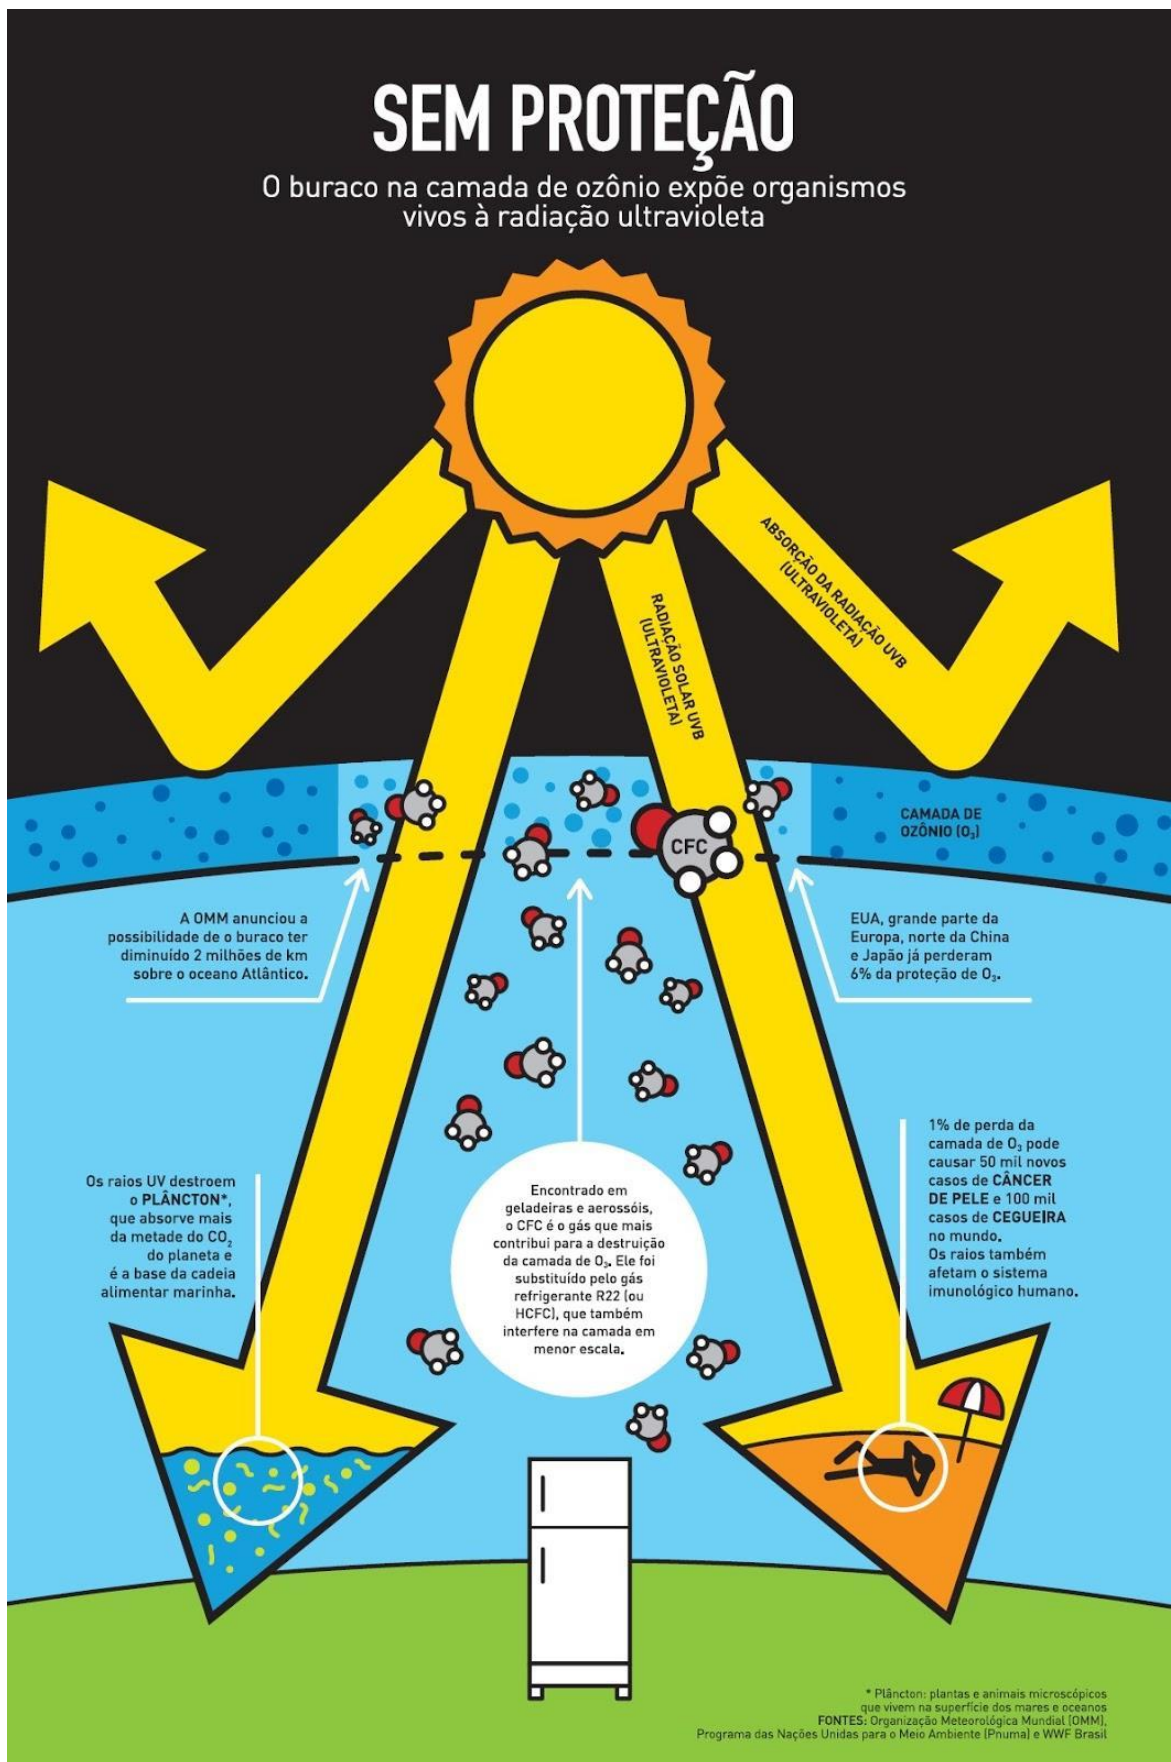 SEM PROTEÇÃO
O buraco na camada de ozônio expõe organismos
vivos à radiação ultravioleta
ABSORÇÃO DA RADIAÇÃO UVB
(ULTRAVIOLETA)
RADIAÇÃO SOLAR UVB
(ULTRAVIOLETA)
CAMADA DE
OZÔNIO (O₃)
CFC
A OMM anunciou a
possibilidade de o buraco ter
diminuído 2 milhões de km
sobre o oceano Atlântico.
EUA, grande parte da
Europa, norte da China
e Japão já perderam
6% da proteção de O₃.
Os raios UV destroem
o PLÂNCTON*,
que absorve mais
da metade do CO₂
do planeta e
é a base da cadeia
alimentar marinha.
Encontrado em
geladeiras e aerossóis,
o CFC é o gás que mais
contribui para a destruição
da camada de O₃. Ele foi
substituído pelo gás
refrigerante R22 (ou
HCFC), que também
interfere na camada em
menor escala.
1% de perda da
camada de O₃ pode
causar 50 mil novos
casos de CÂNCER
DE PELE e 100 mil
casos de CEGUEIRA
no mundo.
Os raios também
afetam o sistema
imunológico humano.
* Plâncton: plantas e animais microscópicos
que vivem na superfície dos mares e oceanos
FONTES: Organização Meteorológica Mundial (OMM),
Programa das Nações Unidas para o Meio Ambiente (Pnuma) e WWF Brasil